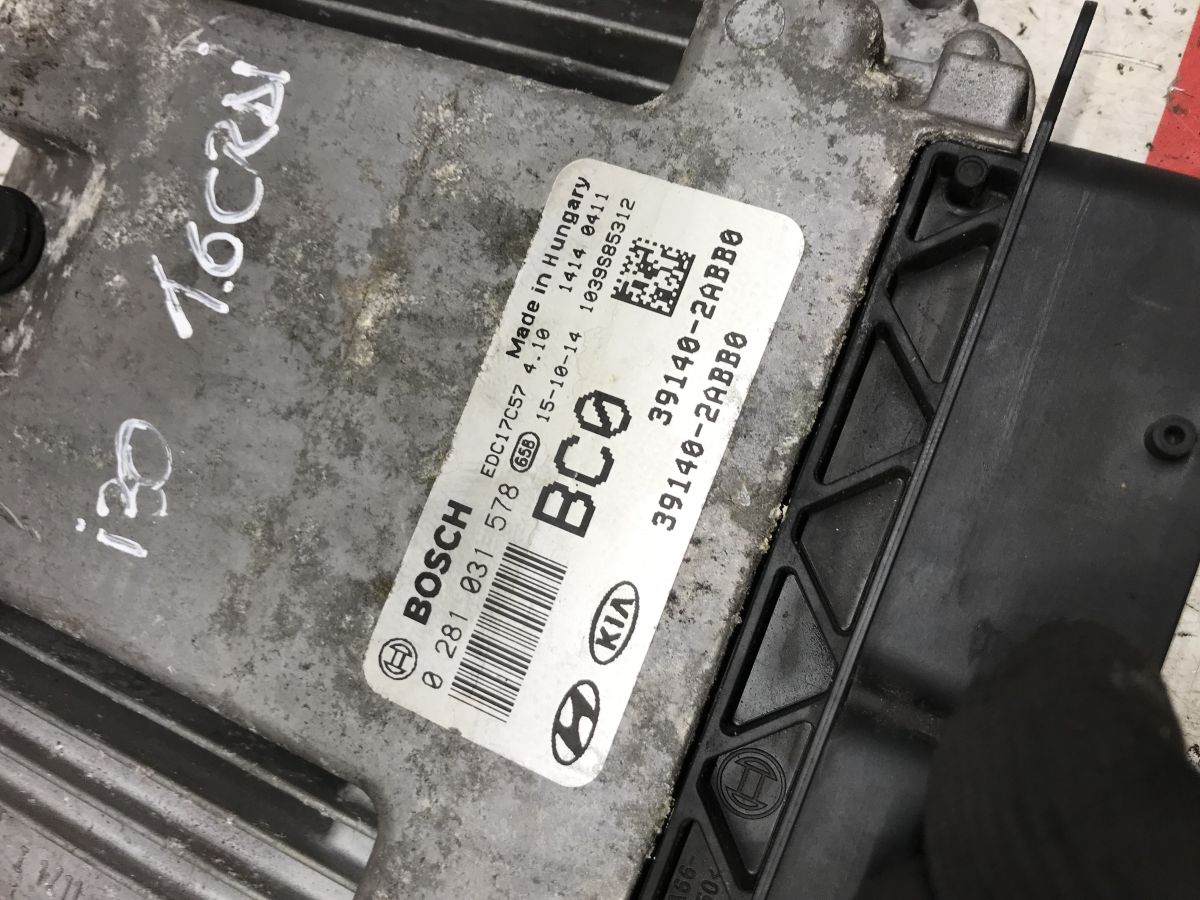 1.6CRDi
i30
BOSCH
0 281 031 578
EDC17C57 4.10
Made in Hungary
658
15-10-14
1414 0411
1039S85312
BC0
39140-2ABB0
39140-2ABB0
KIA